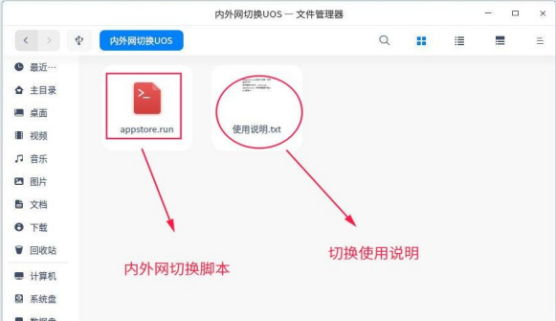 内外网切换UOS — 文件管理器
内外网切换UOS
最近…
主目录
桌面
视频
音乐
图片
文档
下载
回收站
计算机
系统盘
数据盘
appstore.run
使用说明.txt
内外网切换脚本
切换使用说明